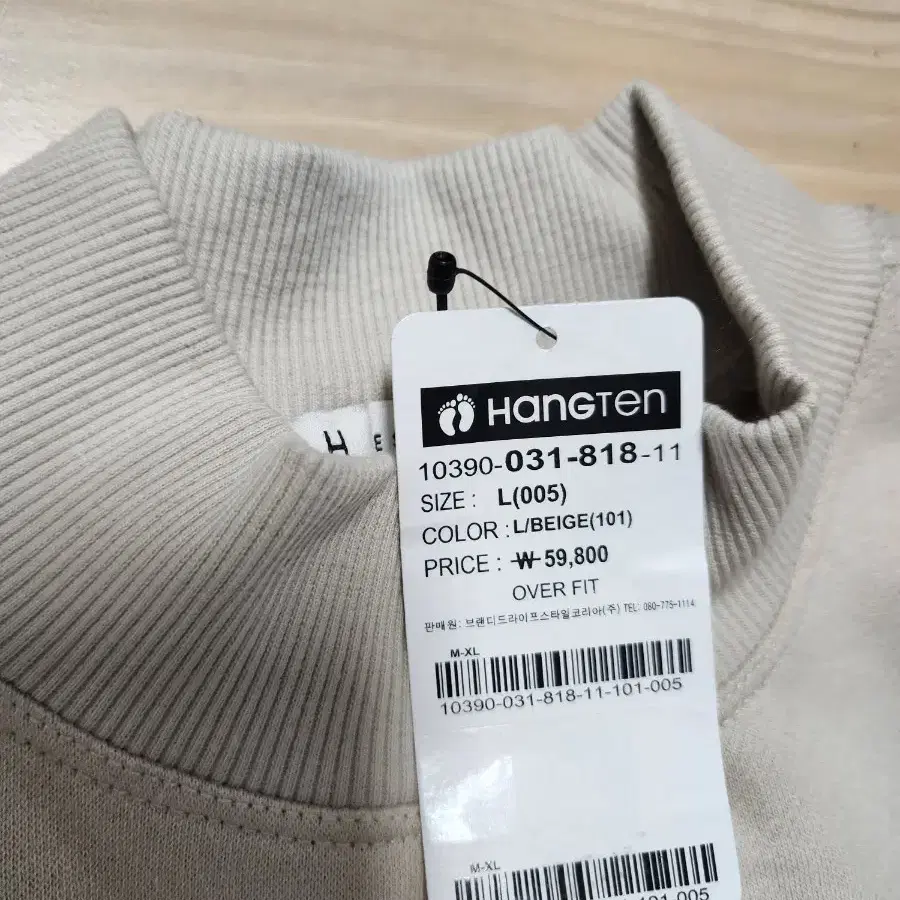 HANGTEN
10390-031-818-11
SIZE : L(005)
COLOR : L/BEIGE(101)
PRICE : ₩ 59,800
OVER FIT
판매원: 브랜디드라이프스타일코리아(주) TEL: 080-775-1114
M-XL
10390-031-818-11-101-005
M-XL
H